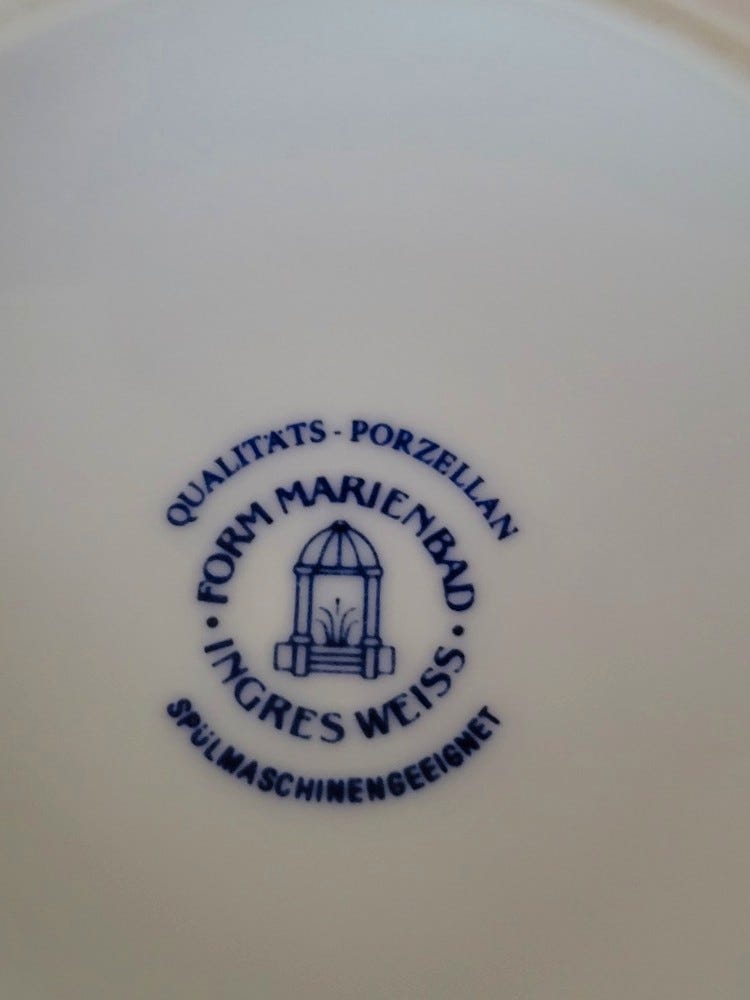 QUALITÄTS - PORZELLAN
• FORM MARIENBAD •
INGRES WEISS
SPÜLMASCHINENGEEIGNET